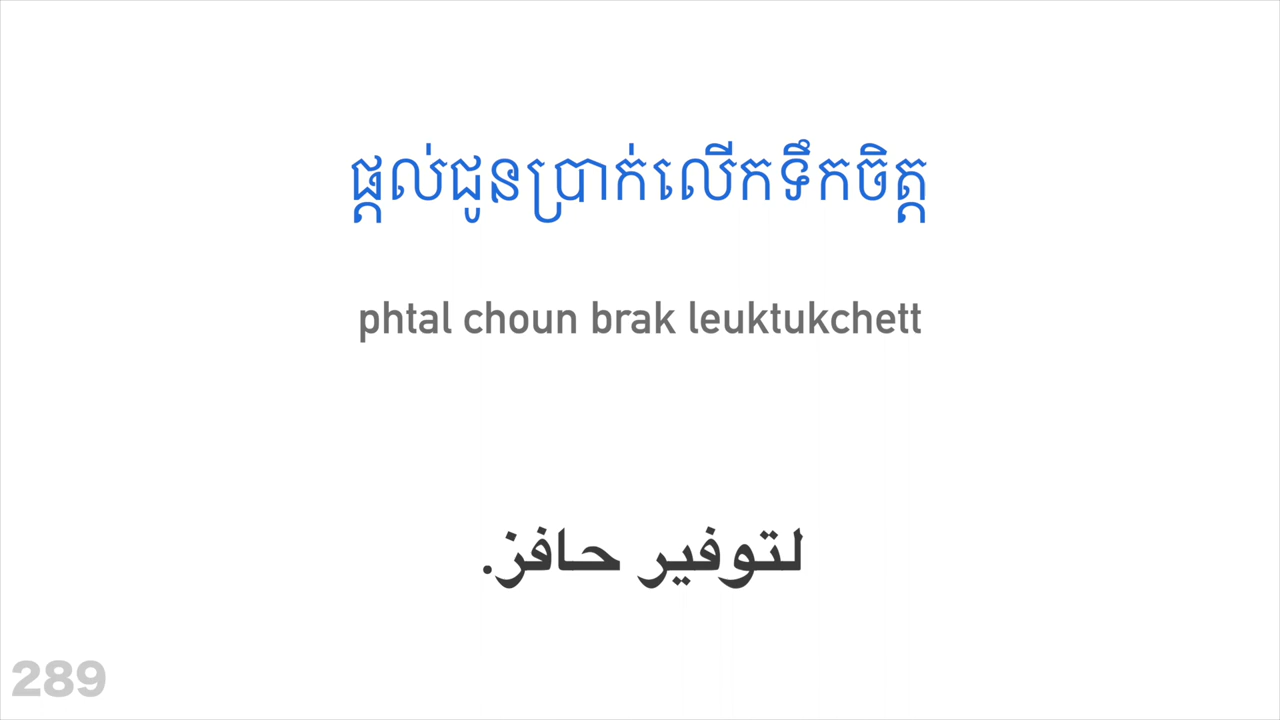 ផ្តល់ជូនប្រាក់លើកទឹកចិត្ត
phtal choun brak leuktukchett
لتوفير حافز.
289